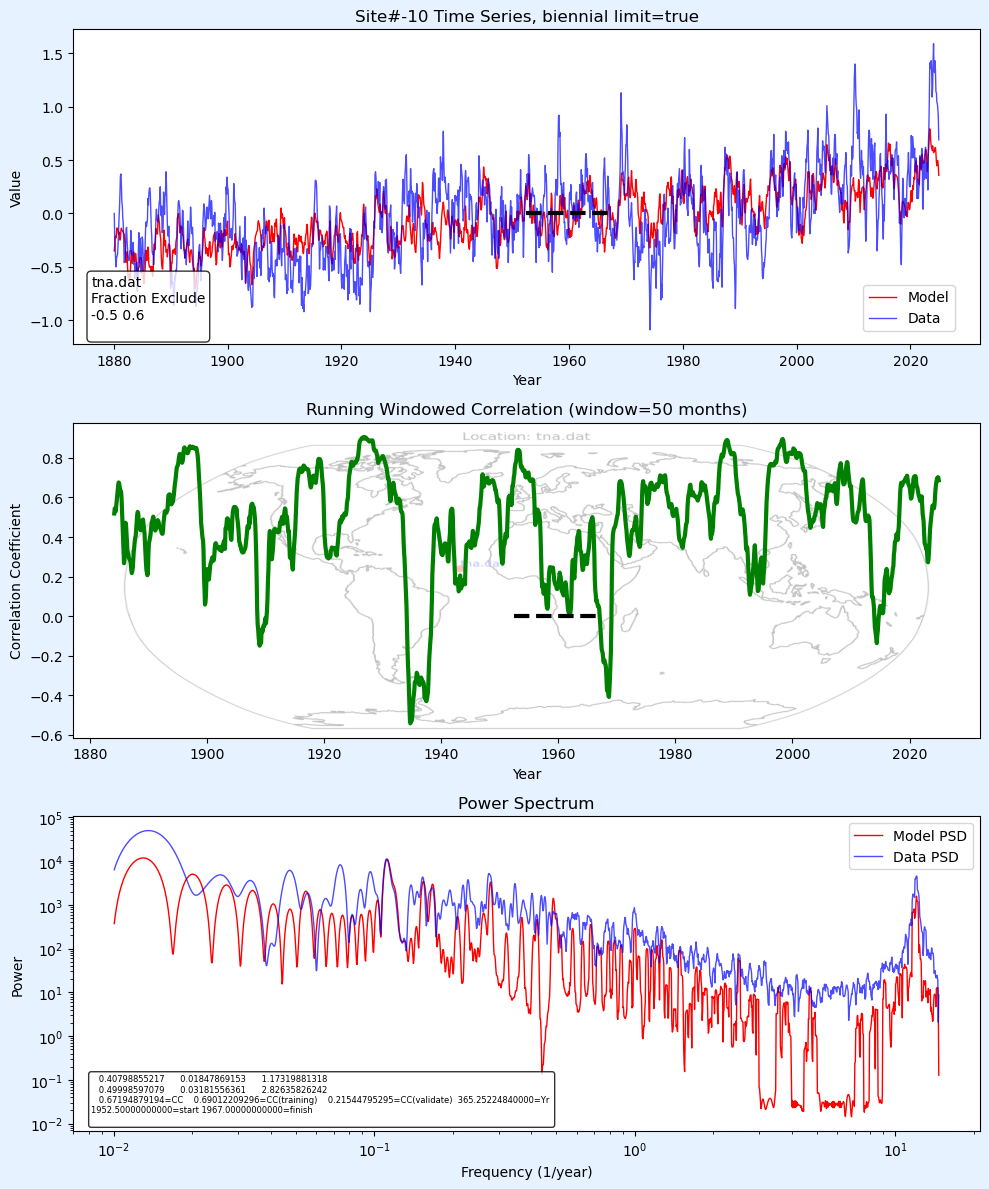 Site#-10 Time Series, biennial limit=true
Value
1.5
1.0
0.5
0.0
−0.5
−1.0
tna.dat
Fraction Exclude
-0.5 0.6
Model
Data
1880 1900 1920 1940 1960 1980 2000 2020
Year
Running Windowed Correlation (window=50 months)
Location: tna.dat
Correlation Coefficient
0.8
0.6
0.4
0.2
0.0
−0.2
−0.4
−0.6
tna.dat
1880 1900 1920 1940 1960 1980 2000 2020
Year
Power Spectrum
Power
10^5
10^4
10^3
10^2
10^1
10^0
10^−1
10^−2
Model PSD
Data PSD
0.40798855217 0.01847869153 1.17319881318
0.49998597079 0.03181556361 2.82635826242
0.67194879194=CC 0.69012209296=CC(training) 0.21544795295=CC(validate) 365.25224840000=Yr
1952.50000000000=start 1967.00000000000=finish
10^−2 10^−1 10^0 10^1
Frequency (1/year)